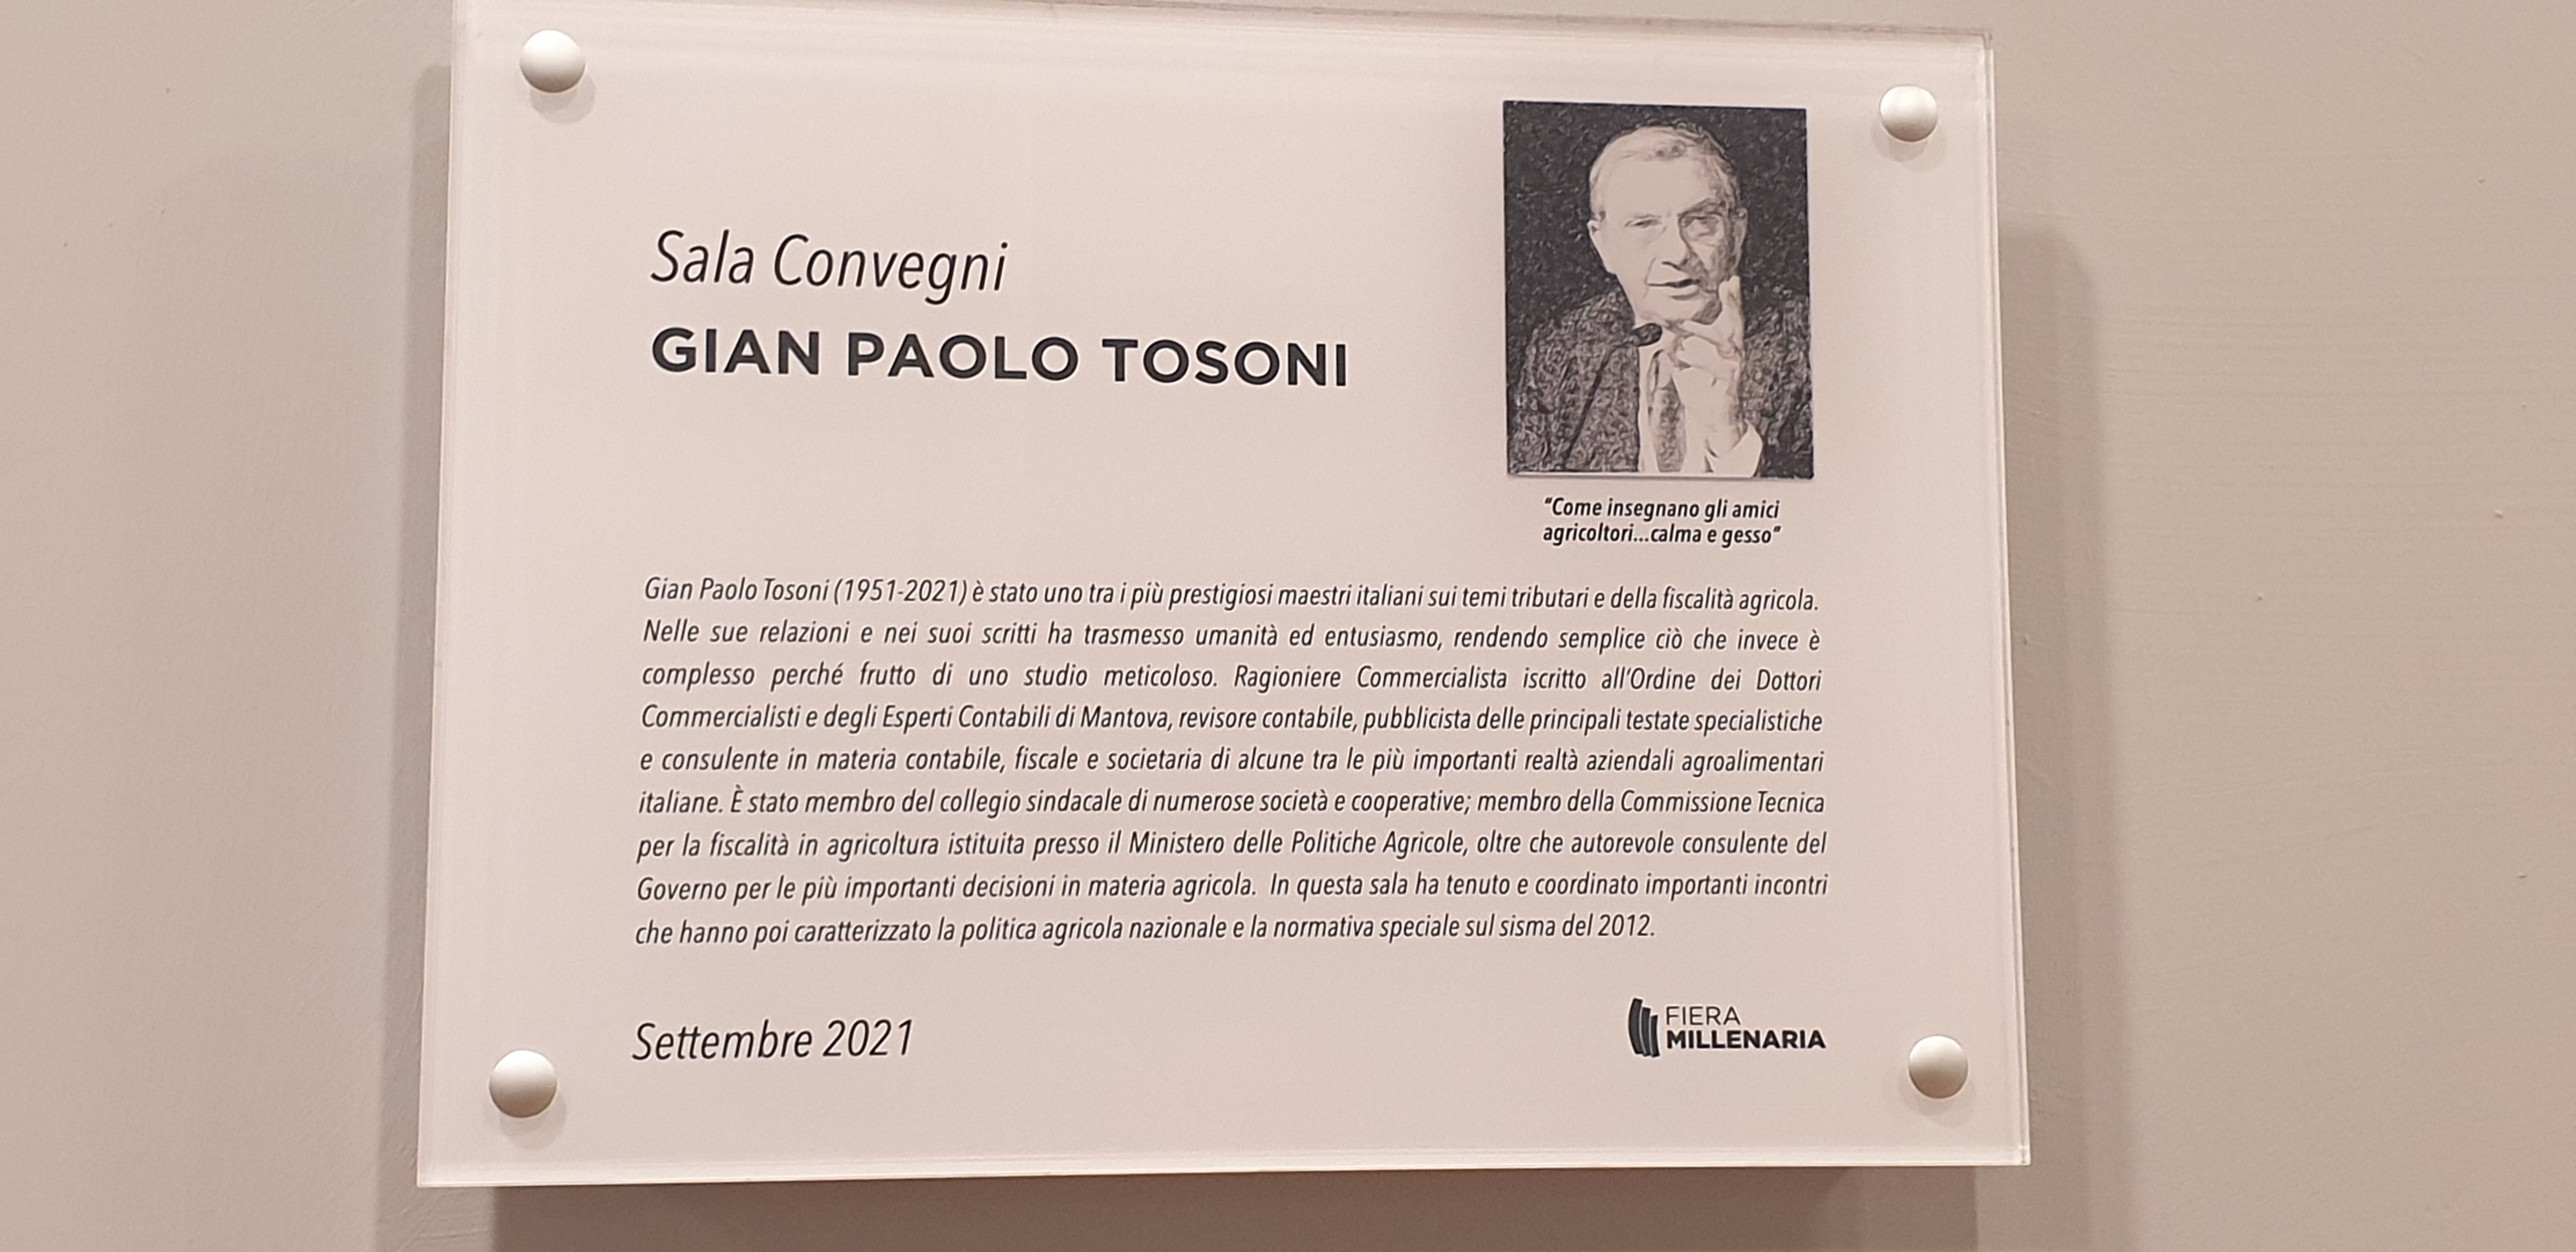 Sala Convegni
GIAN PAOLO TOSONI
"Come insegnano gli amici
agricoltori...calma e gesso"
Gian Paolo Tosoni (1951-2021) è stato uno tra i più prestigiosi maestri italiani sui temi tributari e della fiscalità agricola.
Nelle sue relazioni e nei suoi scritti ha trasmesso umanità ed entusiasmo, rendendo semplice ciò che invece è
complesso perché frutto di uno studio meticoloso. Ragioniere Commercialista iscritto all'Ordine dei Dottori
Commercialisti e degli Esperti Contabili di Mantova, revisore contabile, pubblicista delle principali testate specialistiche
e consulente in materia contabile, fiscale e societaria di alcune tra le più importanti realtà aziendali agroalimentari
italiane. È stato membro del collegio sindacale di numerose società e cooperative; membro della Commissione Tecnica
per la fiscalità in agricoltura istituita presso il Ministero delle Politiche Agricole, oltre che autorevole consulente del
Governo per le più importanti decisioni in materia agricola. In questa sala ha tenuto e coordinato importanti incontri
che hanno poi caratterizzato la politica agricola nazionale e la normativa speciale sul sisma del 2012.
Settembre 2021
FIERA
MILLENARIA